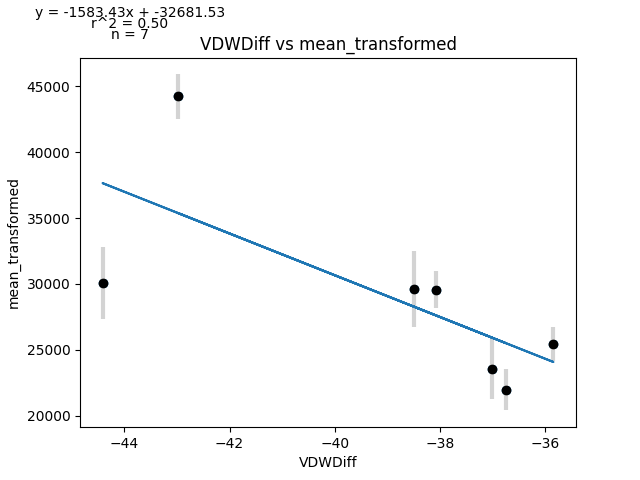 y = -1583.43x + -32681.53
r^2 = 0.50
n = 7
VDWDiff vs mean_transformed
45000
40000
35000
30000
25000
20000
mean_transformed
−44
−42
−40
−38
−36
VDWDiff